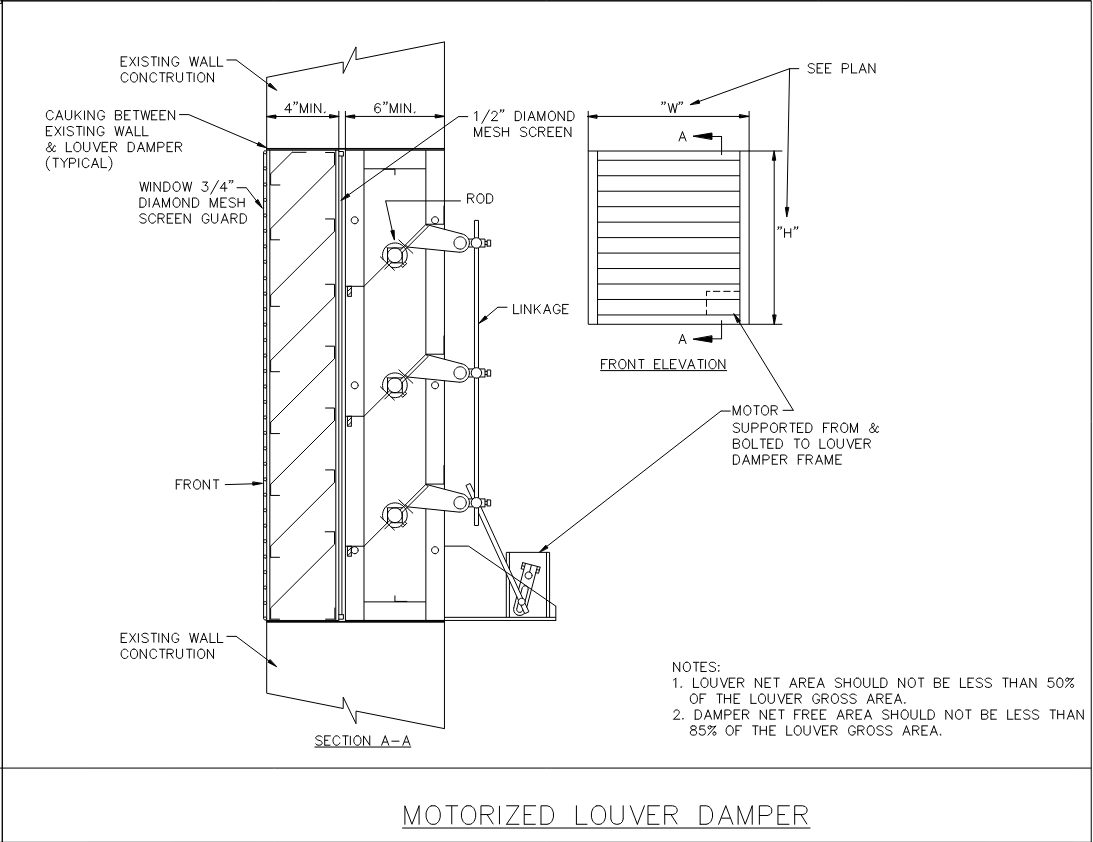 EXISTING WALL
CONCTRUTION
CAUKING BETWEEN
EXISTING WALL
& LOUVER DAMPER
(TYPICAL)
WINDOW 3/4"
DIAMOND MESH
SCREEN GUARD
4"MIN.
6"MIN.
1/2" DIAMOND
MESH SCREEN
ROD
LINKAGE
FRONT
EXISTING WALL
CONCTRUTION
SECTION A-A
SEE PLAN
"W"
A
"H"
A
FRONT ELEVATION
MOTOR
SUPPORTED FROM &
BOLTED TO LOUVER
DAMPER FRAME
NOTES:
1. LOUVER NET AREA SHOULD NOT BE LESS THAN 50%
OF THE LOUVER GROSS AREA.
2. DAMPER NET FREE AREA SHOULD NOT BE LESS THAN
85% OF THE LOUVER GROSS AREA.
MOTORIZED LOUVER DAMPER